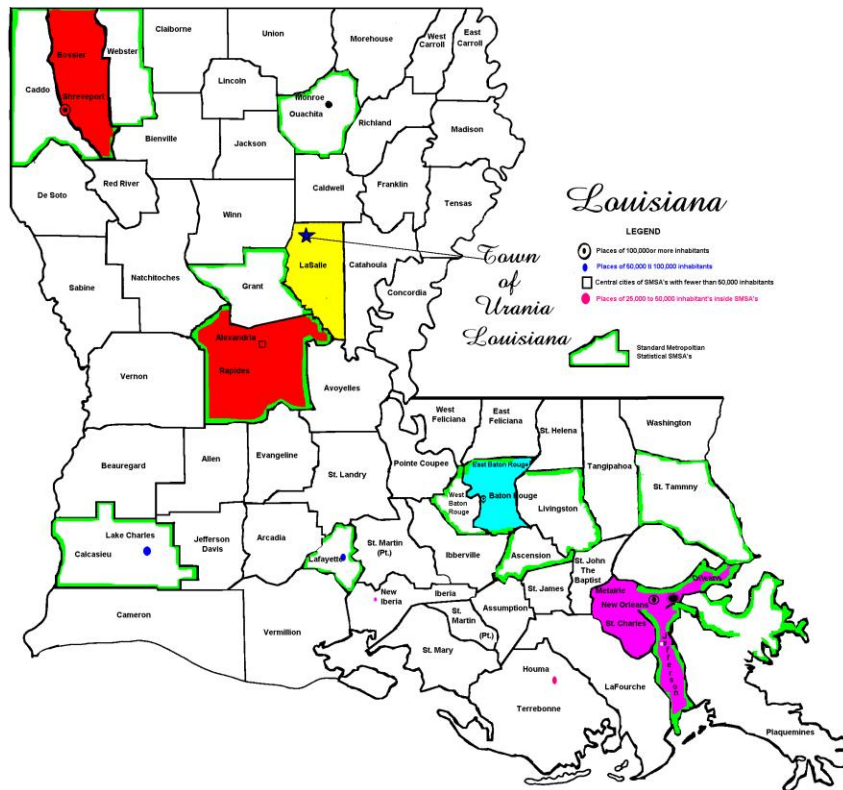 Claiborne
Union
Morehouse
West
Carroll
East
Carroll
Bossier
Webster
Caddo
Shreveport
Lincoln
Monroe
Ouachita
Richland
Madison
Bienville
Jackson
De Soto
Red River
Caldwell
Franklin
Tensas
Winn
Natchitoches
Sabine
LaSalle
Catahoula
Grant
Concordia
Town
of
Urania
Louisiana
Louisiana
LEGEND
Places of 100,000or more inhabitants
Places of 50,000 ti 100,000 inhabitants
Central cities of SMSA's with fewer than 50,000 inhabitants
Places of 25,000 to 50,000 inhabitant's inside SMSA's
Standard Metropoltian
Statistical SMSA's
Alexandria
Rapides
Vernon
Avoyelles
West
Feliciana
East
Feliciana
St. Helena
Washington
Beauregard
Allen
Evangeline
St. Landry
Pointe Coupee
East Baton Rouge
Tangipahoa
St. Tammny
West
Baton
Rouge
Baton Rouge
Livingston
Lake Charles
Calcasieu
Jefferson
Davis
Arcadia
Lafayette
St. Martin
(Pt.)
Ibberville
Ascension
St. John
The
Baptist
Orleans
Metairie
New Orleans
St. Charles
Jefferson
Cameron
Vermillion
New
Iberia
Iberia
St.
Martin
(Pt.)
Assumption
St. James
St. Mary
Houma
Terrebonne
LaFourche
Plaquemines